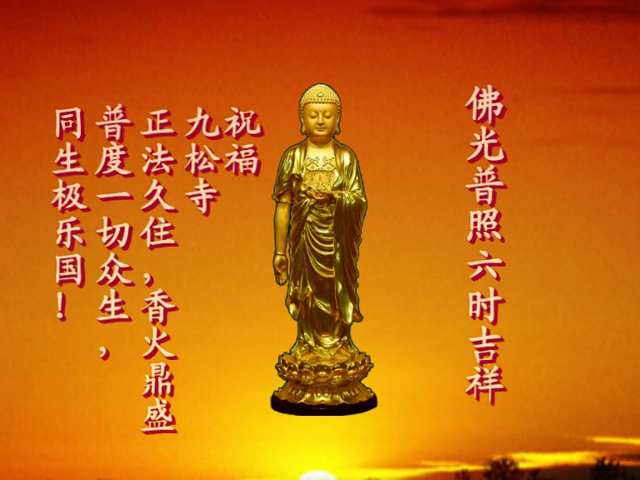 佛光普照六时吉祥
祝福
九松寺
正法久住,香火鼎盛
普度一切众生,
同生极乐国!